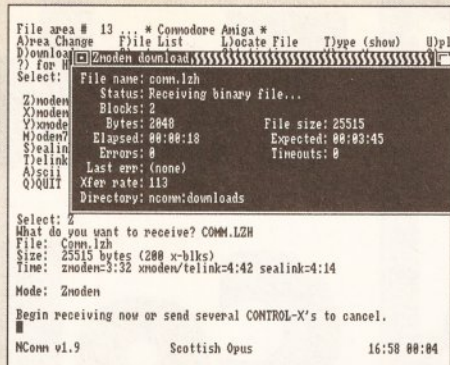 File area # 13 ... * Commodore Amiga *
A)rea Change F)ile List L)ocate File T)ype (show) U)pl
D)ownloa
?) for H
Select:
Zmodem download
File name: comm.lzh
Status: Receiving binary file...
Blocks: 2
Bytes: 2048 File size: 25515
Elapsed: 00:00:18 Expected: 00:03:45
Errors: 0 Timeouts: 0
Last err: (none)
Xfer rate: 113
Directory: ncomm:downloads
Z)modem
X)modem
Y)xmode
M)odem7
S)ealin
T)elink
A)scii
Q)QUIT
Select: Z
What do you want to receive? COMM.LZH
File: Comm.lzh
Size: 25515 bytes (200 x-blks)
Time: zmodem=3:32 xmodem/telink=4:42 sealink=4:14
Mode: Zmodem
Begin receiving now or send several CONTROL-X's to cancel.
NComm v1.9 Scottish Opus 16:58 00:04